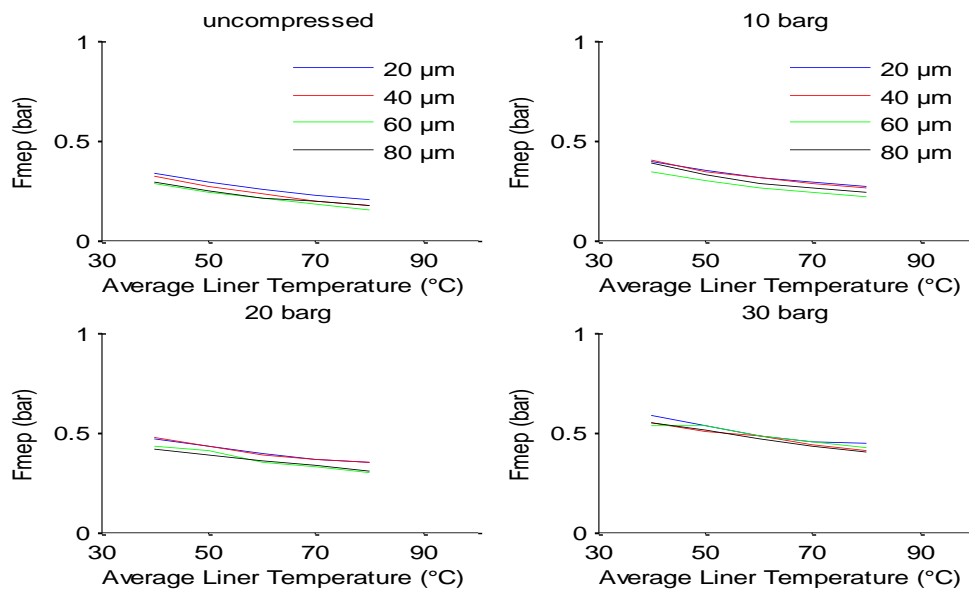 uncompressed
1
0.5
0
Fmep (bar)
20 µm
40 µm
60 µm
80 µm
30 50 70 90
Average Liner Temperature (°C)
10 barg
1
0.5
0
Fmep (bar)
20 µm
40 µm
60 µm
80 µm
30 50 70 90
Average Liner Temperature (°C)
20 barg
1
0.5
0
Fmep (bar)
30 50 70 90
Average Liner Temperature (°C)
30 barg
1
0.5
0
Fmep (bar)
30 50 70 90
Average Liner Temperature (°C)